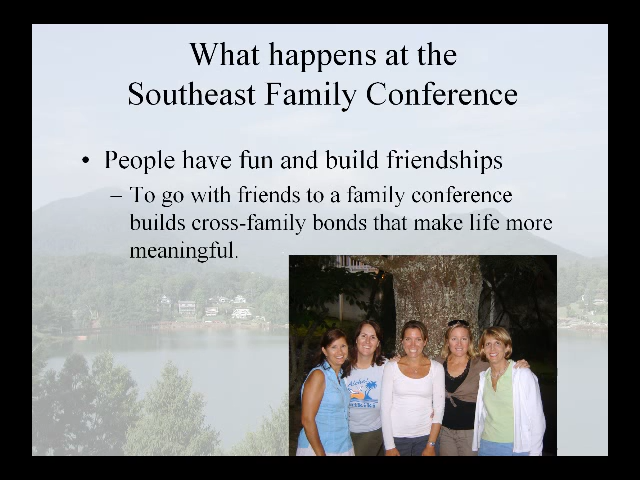 What happens at the
Southeast Family Conference
• People have fun and build friendships
– To go with friends to a family conference
builds cross-family bonds that make life more
meaningful.
Aloha!